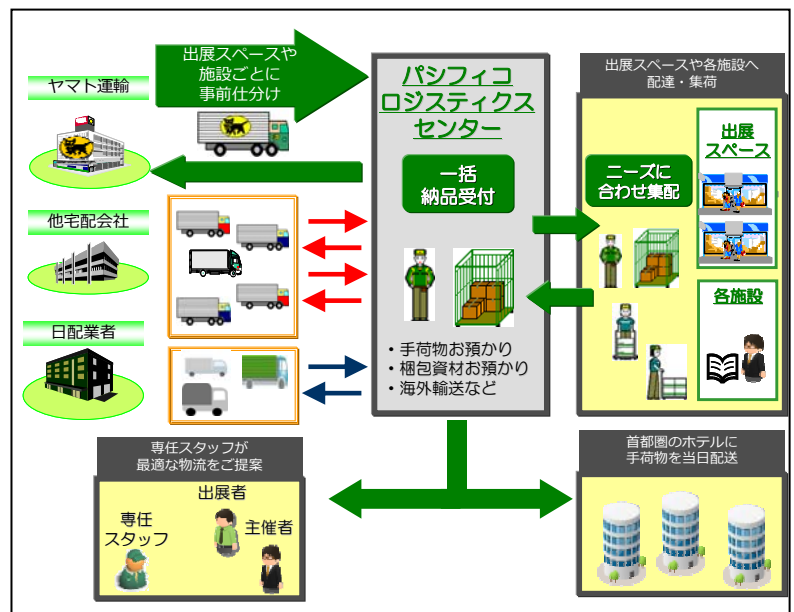 出展スペースや
施設ごとに
事前仕分け
ヤマト運輸
他宅配会社
日配業者
パシフィコ
ロジスティクス
センター
一括
納品受付
・手荷物お預かり
・梱包資材お預かり
・海外輸送など
出展スペースや各施設へ
配達・集荷
ニーズに
合わせ集配
出展
スペース
各施設
専任スタッフが
最適な物流をご提案
出展者
専任
スタッフ
主催者
首都圏のホテルに
手荷物を当日配送